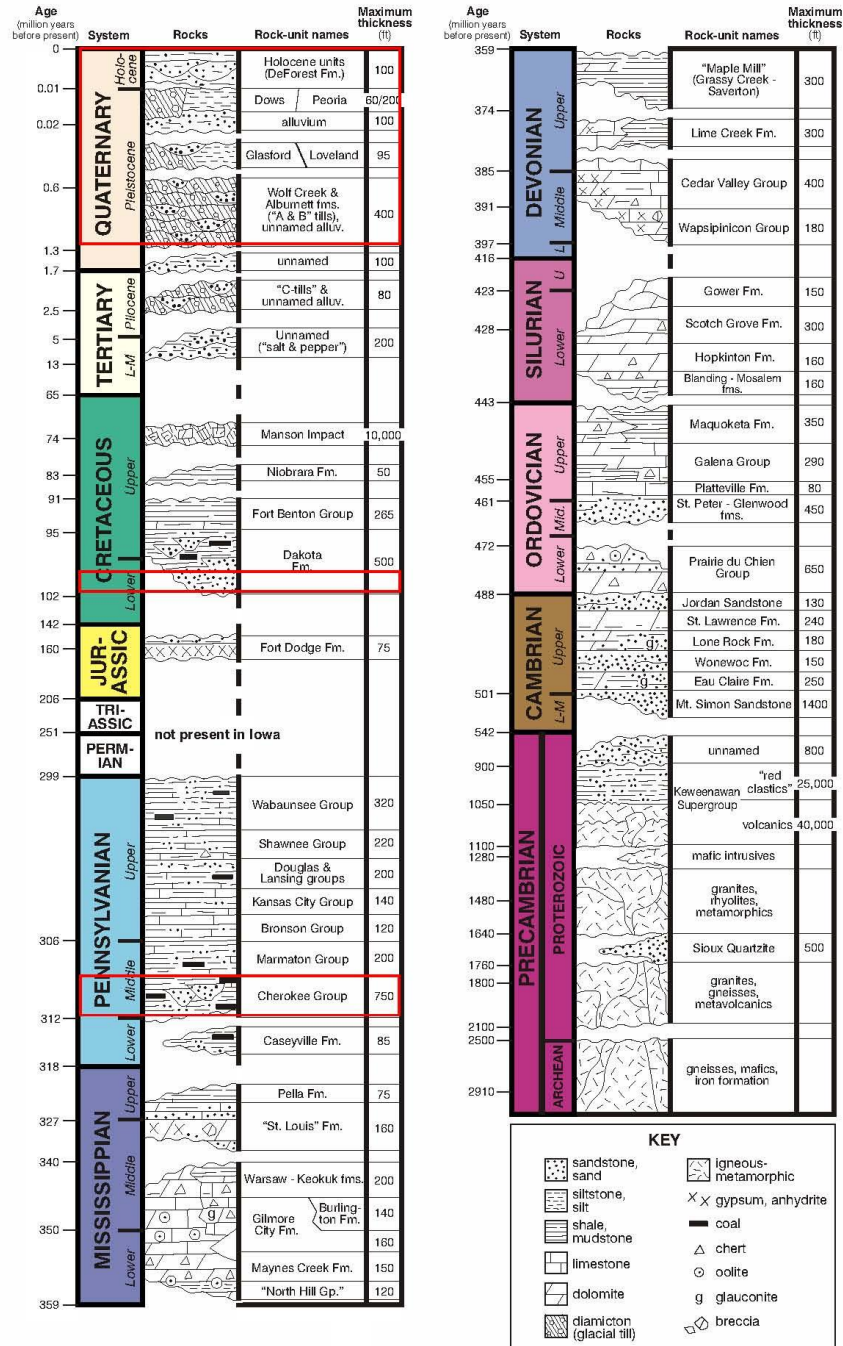 Age
(million years
before present)
System
Rocks
Rock-unit names
Maximum
thickness
(ft)
0
0.01
0.02
0.6
1.3
1.7
2.5
5
13
65
74
83
91
95
102
142
160
206
251
299
306
312
318
327
340
350
359
QUATERNARY
Holo-
cene
Pleistocene
TERTIARY
Pliocene
L-M
CRETACEOUS
Upper
Lower
JUR-
ASSIC
TRI-
ASSIC
PERM-
IAN
PENNSYLVANIAN
Upper
Middle
Lower
MISSISSIPPIAN
Upper
Middle
Lower
Holocene units
(DeForest Fm.)
100
Dows / Peoria
60/200
alluvium
100
Glasford \ Loveland
95
Wolf Creek &
Alburnett fms.
("A & B" tills),
unnamed alluv.
400
unnamed
100
"C-tills" &
unnamed alluv.
80
Unnamed
("salt & pepper")
200
Manson Impact
10,000
Niobrara Fm.
50
Fort Benton Group
265
Dakota
Fm.
500
Fort Dodge Fm.
75
not present in Iowa
Wabaunsee Group
320
Shawnee Group
220
Douglas &
Lansing groups
200
Kansas City Group
140
Bronson Group
120
Marmaton Group
200
Cherokee Group
750
Caseyville Fm.
85
Pella Fm.
75
"St. Louis" Fm.
160
Warsaw - Keokuk fms.
200
g
Gilmore
City Fm.
Burling-
ton Fm.
140
160
Maynes Creek Fm.
150
"North Hill Gp."
120
Age
(million years
before present)
System
Rocks
Rock-unit names
Maximum
thickness
(ft)
359
374
385
391
397
416
423
428
443
455
461
472
488
501
542
900
1050
1100
1280
1480
1640
1760
1800
2100
2500
2910
DEVONIAN
Upper
Middle
L
SILURIAN
U
Lower
ORDOVICIAN
Upper
Mid.
Lower
CAMBRIAN
Upper
L-M
PRECAMBRIAN
PROTEROZOIC
ARCHEAN
"Maple Mill"
(Grassy Creek -
Saverton)
300
Lime Creek Fm.
300
Cedar Valley Group
400
Wapsipinicon Group
180
Gower Fm.
150
Scotch Grove Fm.
300
Hopkinton Fm.
160
Blanding - Mosalem
fms.
160
Maquoketa Fm.
350
Galena Group
290
Platteville Fm.
80
St. Peter - Glenwood
fms.
450
Prairie du Chien
Group
650
Jordan Sandstone
130
St. Lawrence Fm.
240
g
Lone Rock Fm.
180
Wonewoc Fm.
150
g
Eau Claire Fm.
250
Mt. Simon Sandstone
1400
unnamed
800
"red
clastics"
25,000
Keweenawan
Supergroup
volcanics
40,000
mafic intrusives
granites,
rhyolites,
metamorphics
Sioux Quartzite
500
granites,
gneisses,
metavolcanics
gneisses, mafics,
iron formation
KEY
sandstone,
sand
siltstone,
silt
shale,
mudstone
limestone
dolomite
diamicton
(glacial till)
igneous-
metamorphic
gypsum, anhydrite
coal
chert
oolite
g glauconite
breccia